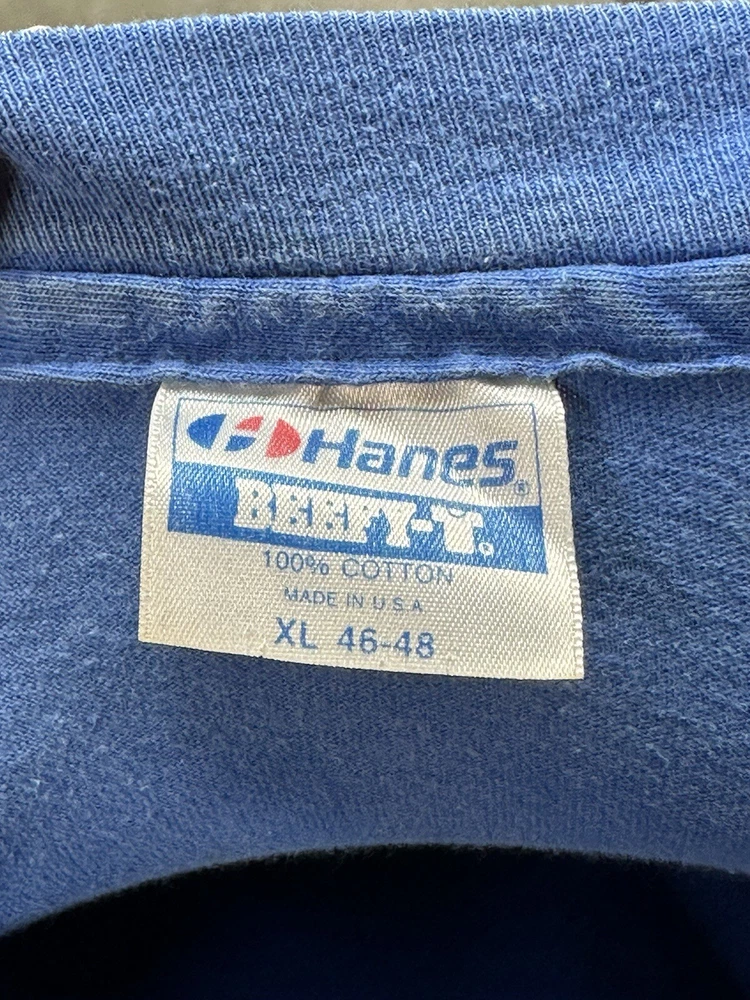 Hanes®
BEEFY-T®
100% COTTON
MADE IN U S A
XL 46-48